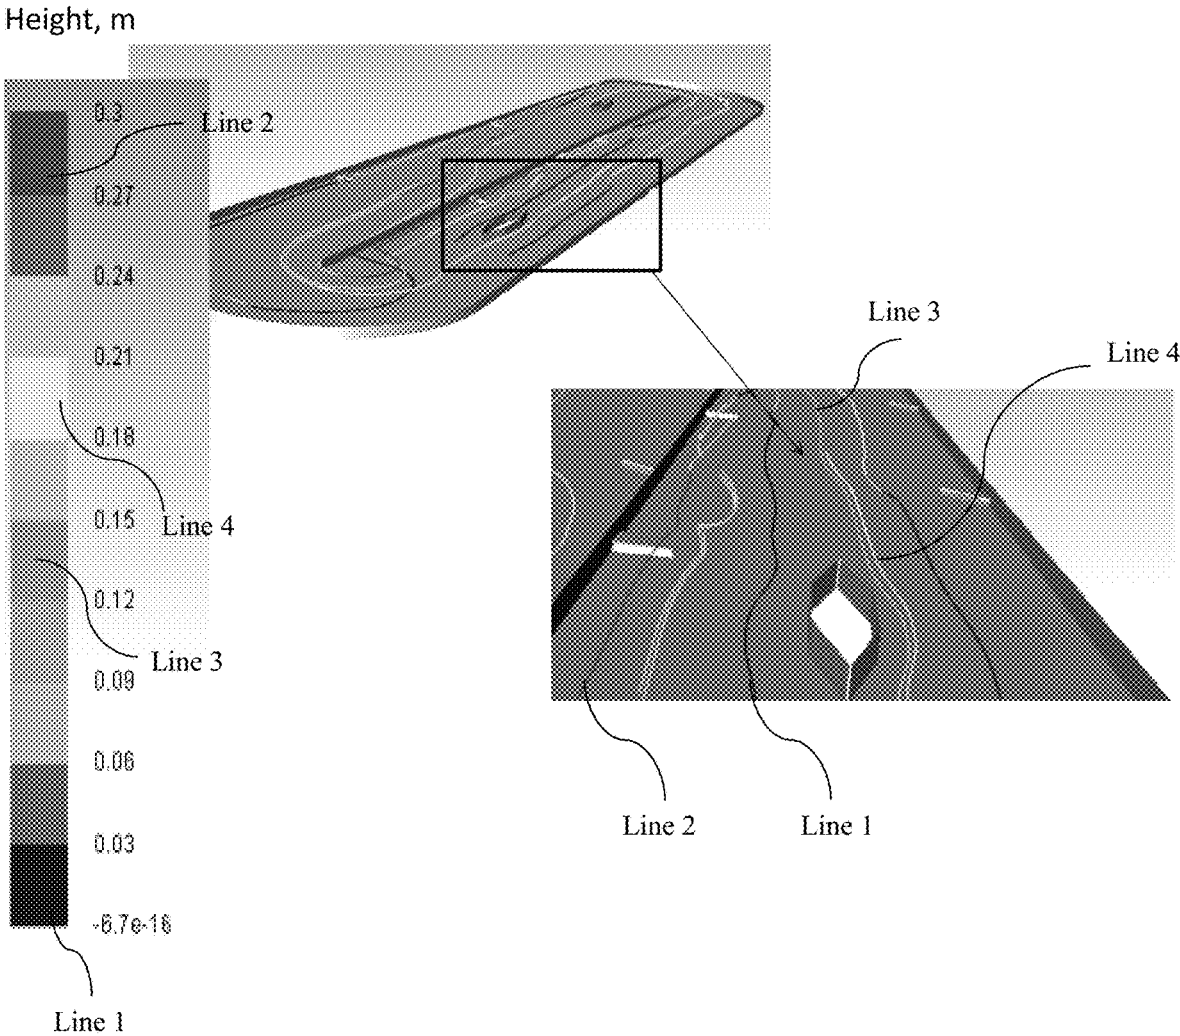 Height, m
0.3
Line 2
0.27
0.24
Line 3
0.21
Line 4
0.18
0.15
Line 4
0.12
Line 3
0.09
0.06
Line 2
Line 1
0.03
-6.7e-16
Line 1